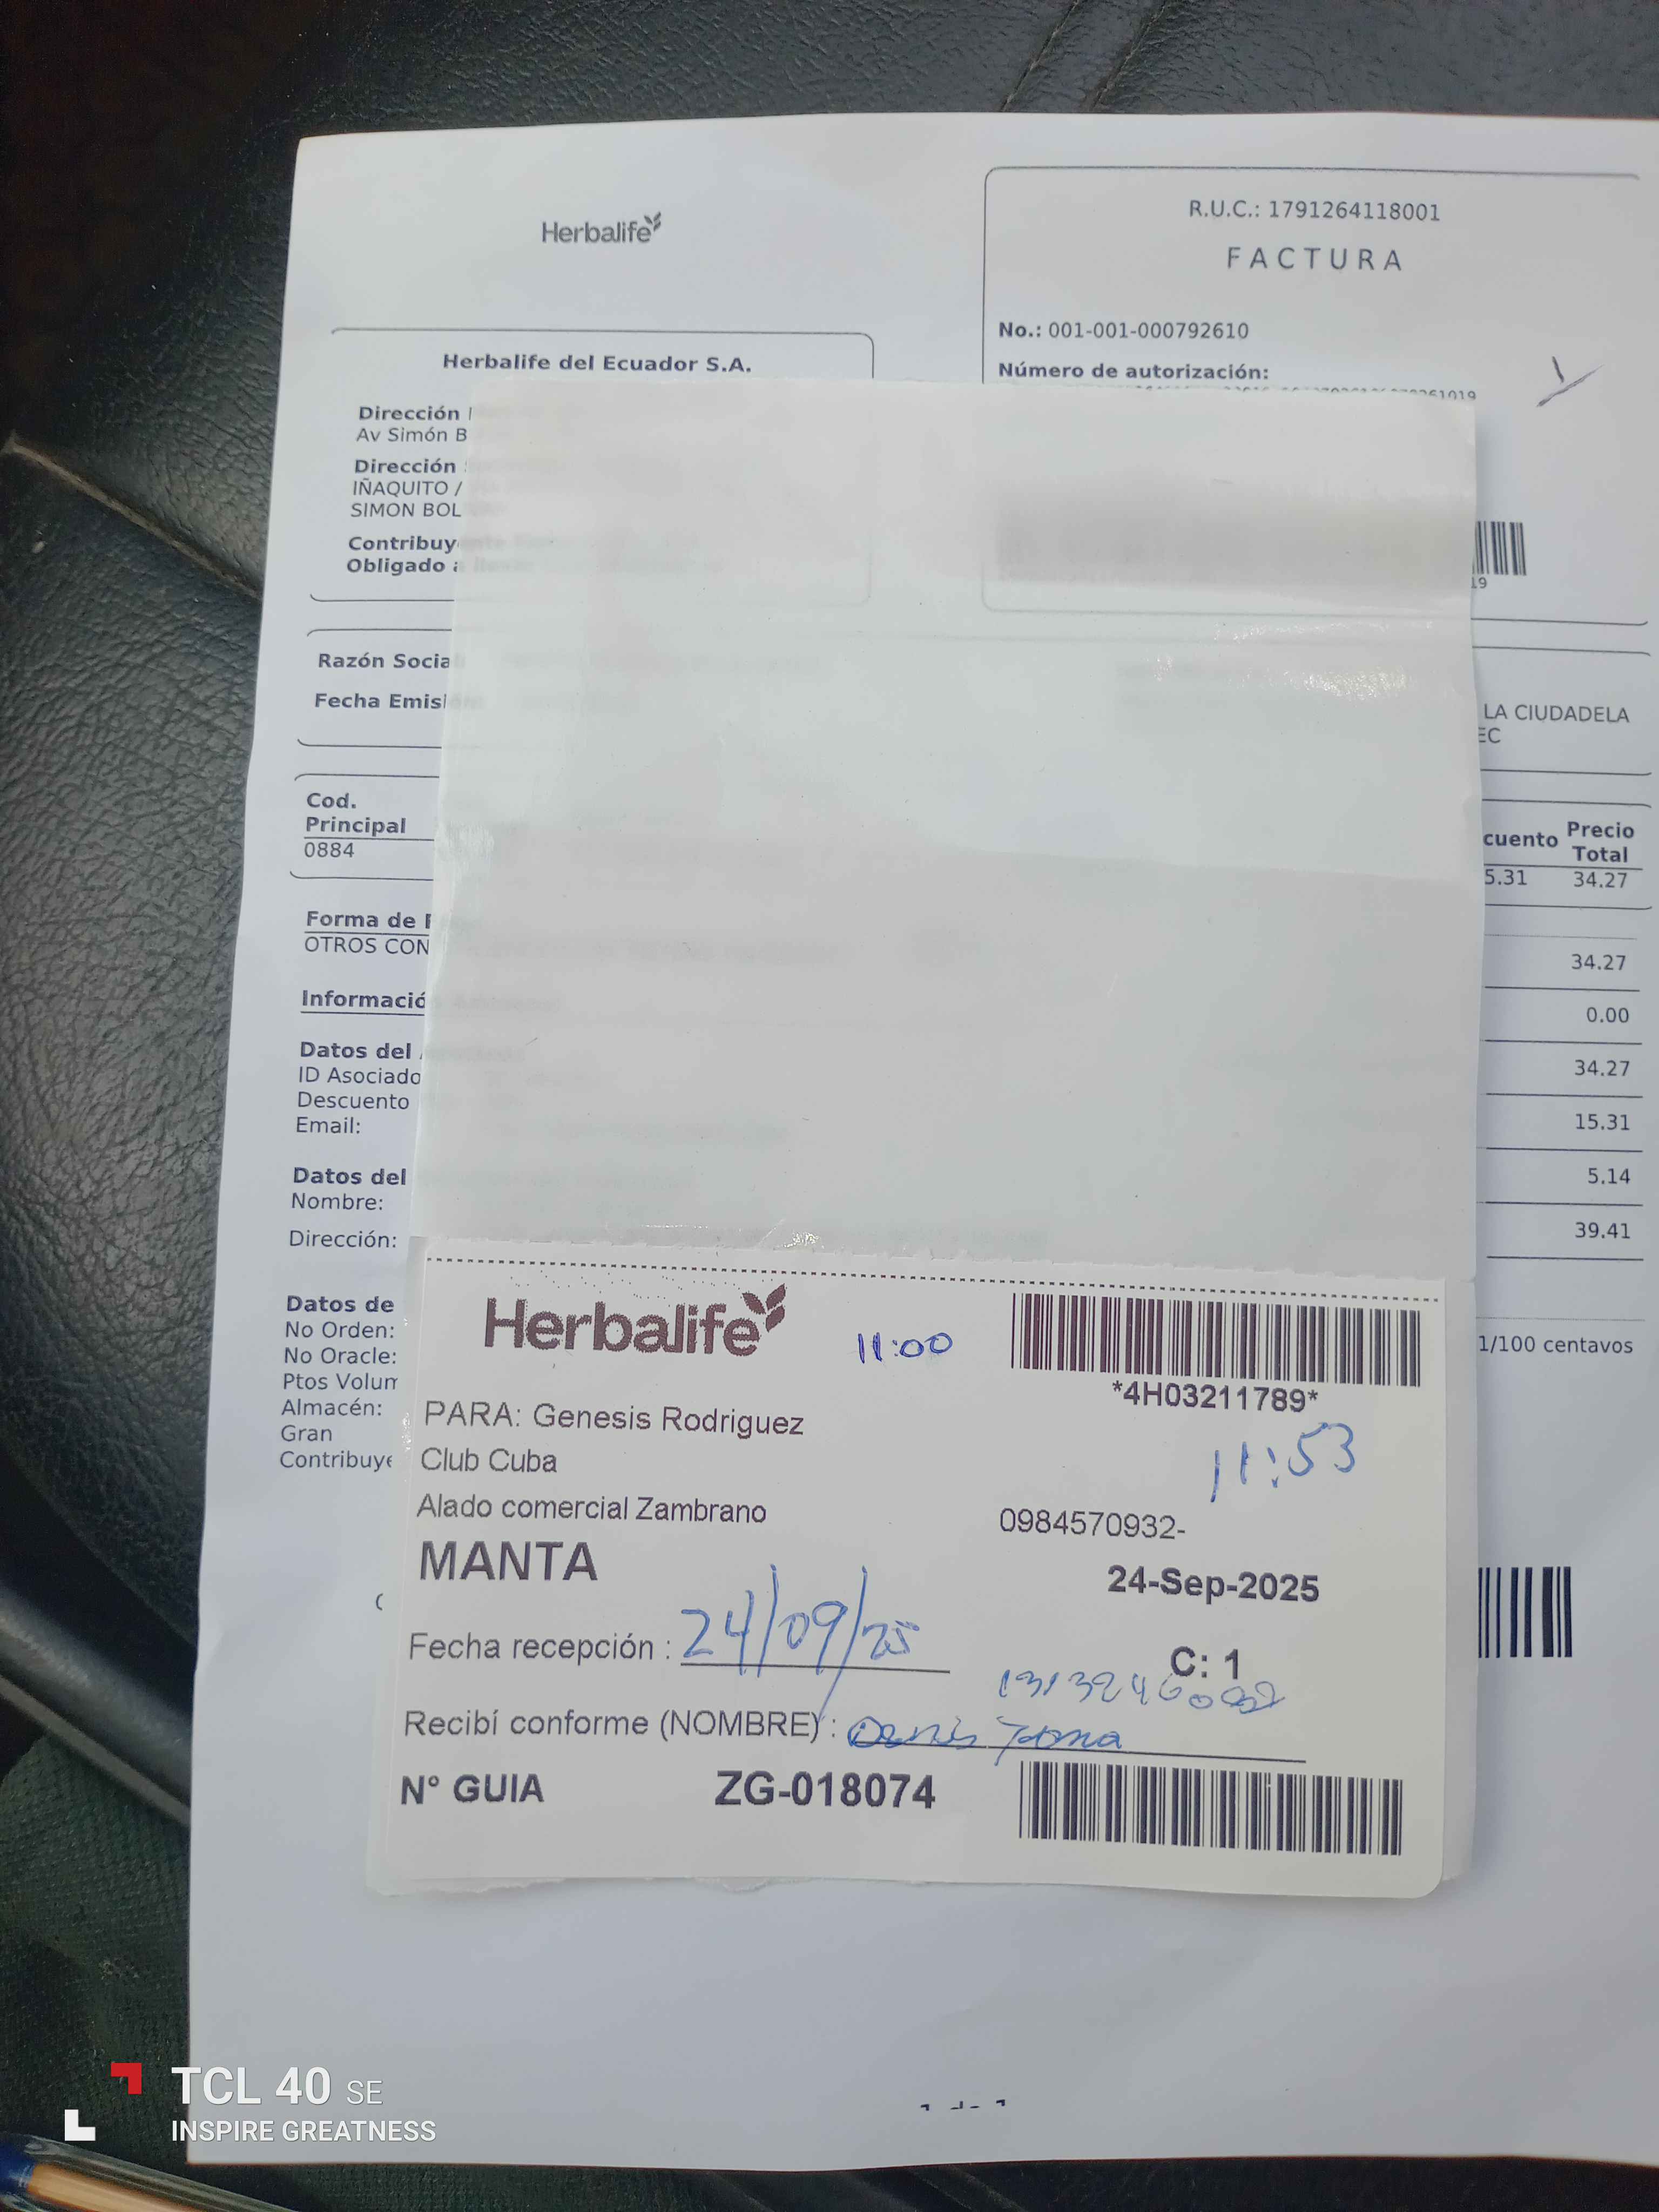 Herbalife
R.U.C.: 1791264118001
FACTURA
No.: 001-001-000792610
Número de autorización:
Herbalife del Ecuador S.A.
Dirección
Av Simón B
Dirección
IÑAQUITO /
SIMON BOL
Contribuy
Obligado a
19
Razón Socia
Fecha Emisi
LA CIUDADELA
EC
Cod.
Principal
0884
cuento Precio
Total
5.31 34.27
Forma de
OTROS CON
34.27
Informació
0.00
Datos del
ID Asociado
34.27
Descuento
Email:
15.31
Datos del
Nombre:
5.14
Dirección:
39.41
Datos de
No Orden:
No Oracle:
1/100 centavos
Ptos Volum
Almacén:
Gran
Contribuye
Herbalife
11:00
*4H03211789*
PARA: Genesis Rodriguez
11:53
Club Cuba
Alado comercial Zambrano
0984570932-
MANTA
24-Sep-2025
Fecha recepción : 24/09/25
C: 1
Recibí conforme (NOMBRE) : Denis
N° GUIA ZG-018074
TCL 40 SE
INSPIRE GREATNESS